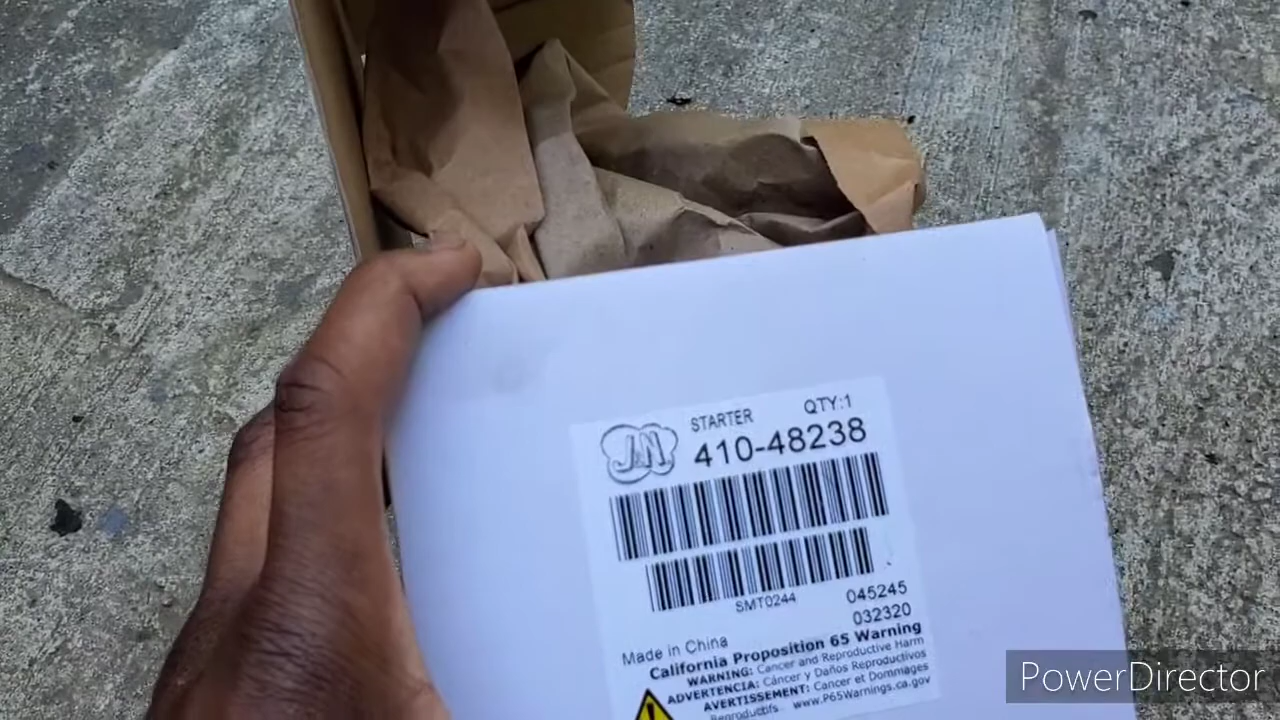 STARTER QTY:1
J&N 410-48238
SMT0244 045245
032320
Made in China
California Proposition 65 Warning
WARNING: Cancer and Reproductive Harm
ADVERTENCIA: Cáncer y Daños Reproductivos
AVERTISSEMENT: Cancer et Dommages
Reproductifs www.P65Warnings.ca.gov
PowerDirector